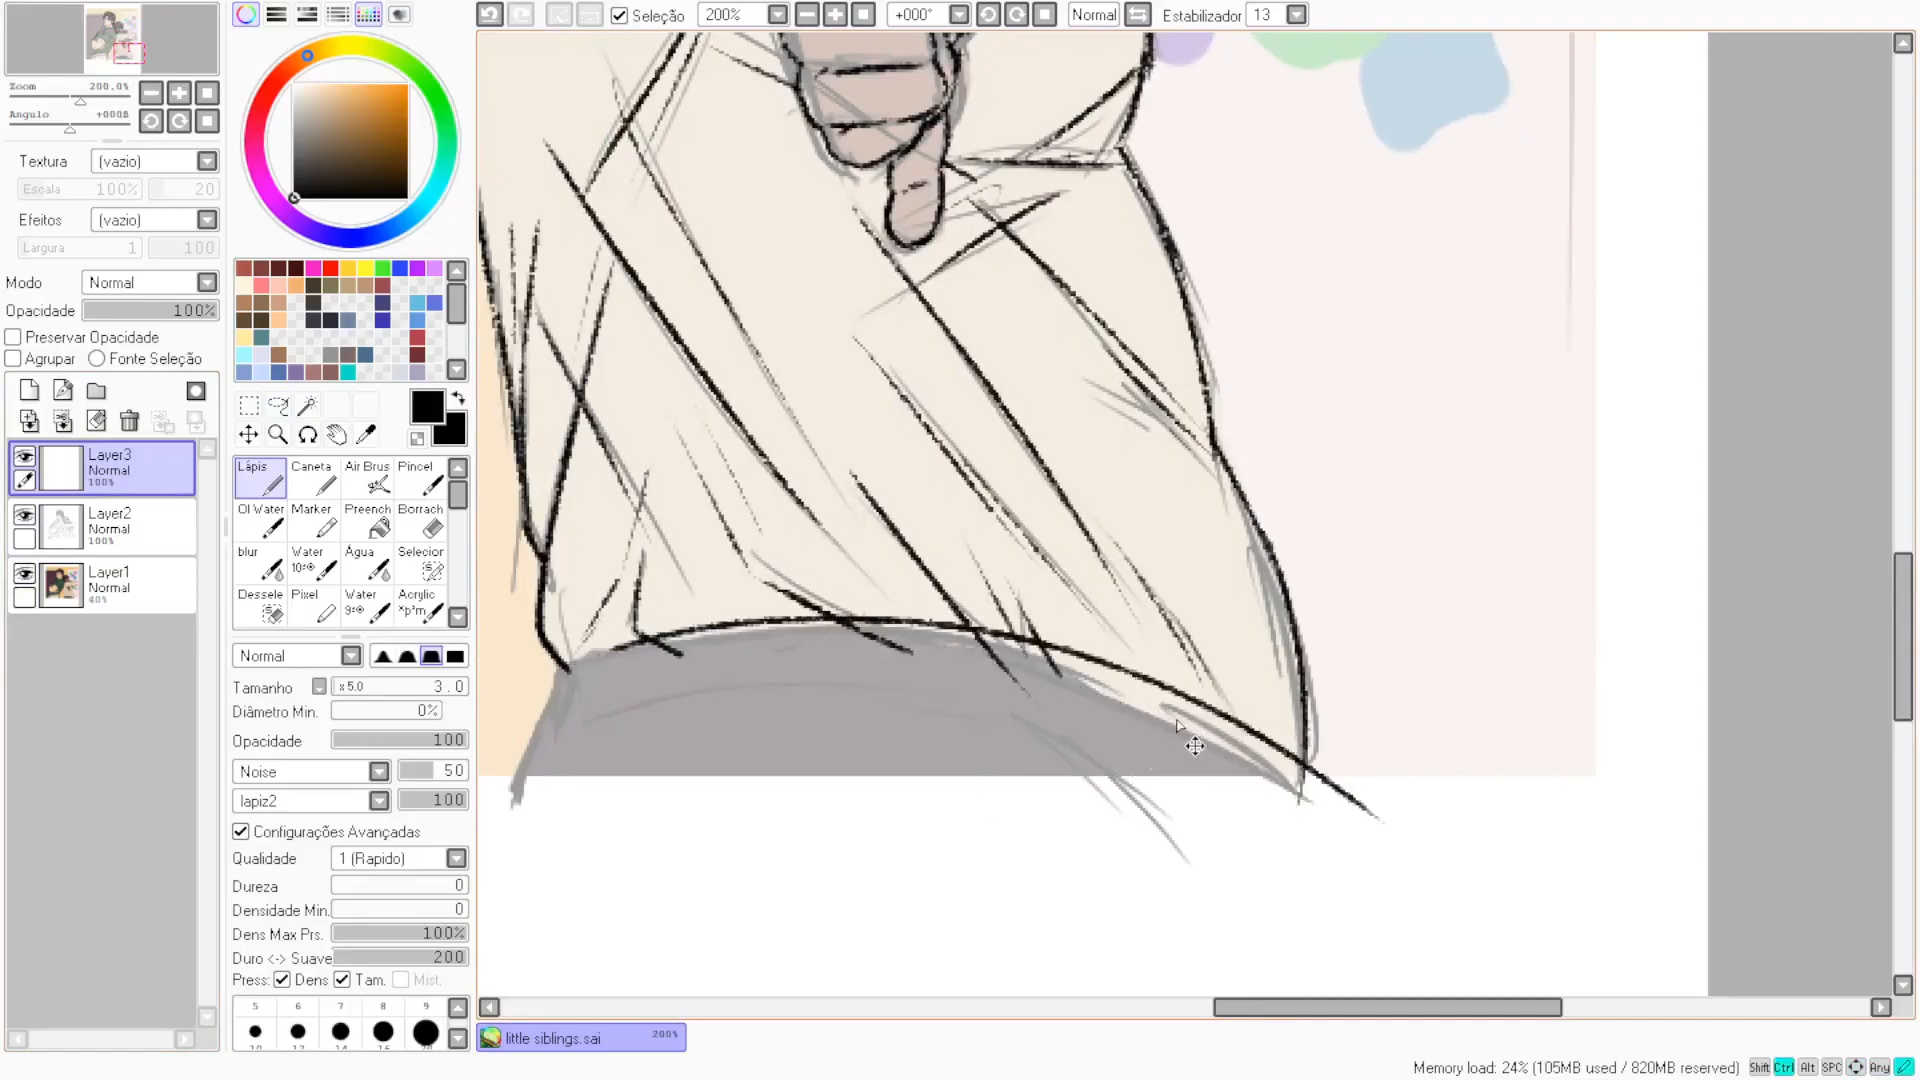 Seleção 200% +000° Normal Estabilizador 13
Zoom 200.0%
Angulo +000Δ
Textura (vazio)
Escala 100% 20
Efeitos (vazio)
Largura 1 100
Modo Normal
Opacidade 100%
Preservar Opacidade
Agrupar Fonte Seleção
Layer3
Normal
100%
Layer2
Normal
100%
Layer1
Normal
40%
Lápis Caneta Air Brus Pincel
Ol Water Marker Preench Borrach
blur Water Água Selecior
Dessele Pixel Water Acrylic
Normal
Tamanho x 5.0 3.0
Diâmetro Min. 0%
Opacidade 100
Noise 50
lapiz2 100
Configurações Avançadas
Qualidade 1 (Rapido)
Dureza 0
Densidade Min. 0
Dens Max Prs. 100%
Duro <-> Suave 200
Press: Dens Tam. Mist.
5 6 7 8 9
little siblings.sai 200%
Memory load: 24% (105MB used / 820MB reserved) Shift Ctrl Alt SPC Any